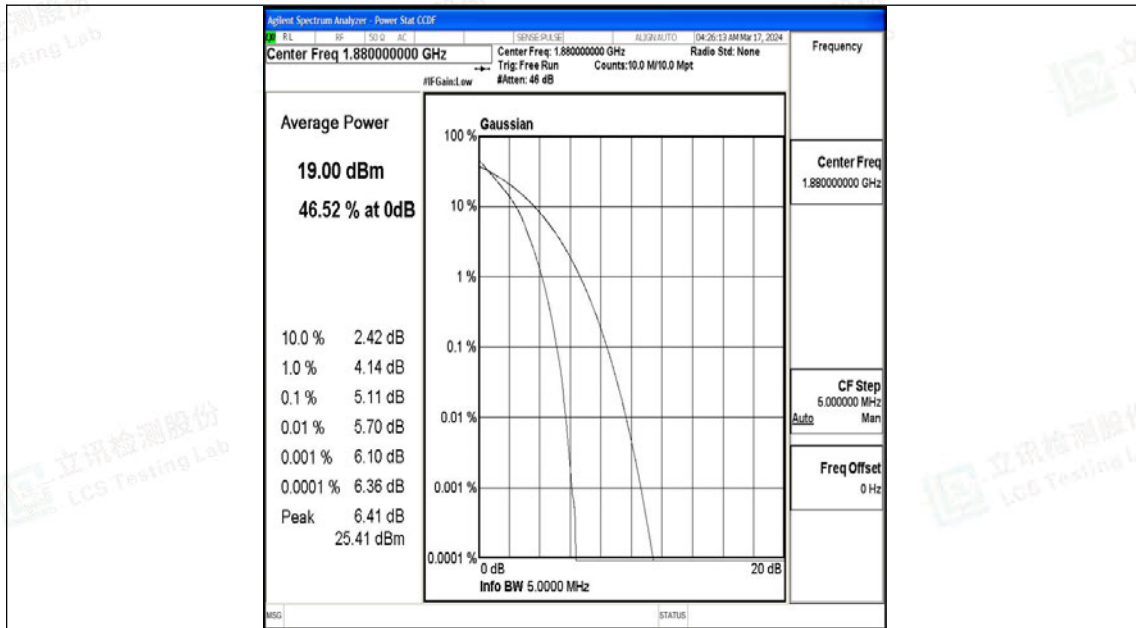 Agilent Spectrum Analyzer - Power Stat CCDF
RL RF 50 Ω AC SENSE:PULSE ALIGNAUTO 04:26:13 AM Mar 17, 2024
Center Freq 1.880000000 GHz
Center Freq: 1.880000000 GHz Radio Std: None
Trig: Free Run Counts:10.0 M/10.0 Mpt
#IFGain:Low #Atten: 46 dB
Frequency
Average Power
19.00 dBm
46.52 % at 0dB
10.0 % 2.42 dB
1.0 % 4.14 dB
0.1 % 5.11 dB
0.01 % 5.70 dB
0.001 % 6.10 dB
0.0001 % 6.36 dB
Peak 6.41 dB
25.41 dBm
Gaussian
100 %
10 %
1 %
0.1 %
0.01 %
0.001 %
0.0001 %
0 dB 20 dB
Info BW 5.0000 MHz
Center Freq
1.880000000 GHz
CF Step
5.000000 MHz
Auto Man
Freq Offset
0 Hz
MSG STATUS
立讯检测股份
LCS Testing Lab
立讯检测股份
LCS Testing L